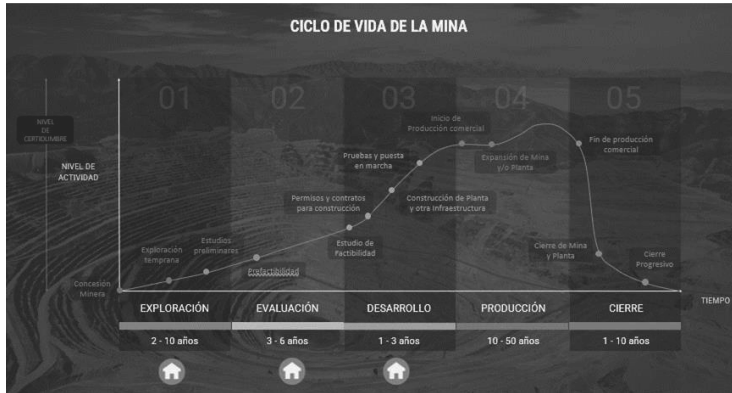 CICLO DE VIDA DE LA MINA
01
02
03
04
05
NIVEL
DE
CERTIDUMBRE
NIVEL DE
ACTIVIDAD
Concesión
Minera
Exploración
temprana
Estudios
preliminares
Prefactibilidad
Estudio de
Factibilidad
Permisos y contratos
para construcción
Construcción de Planta
y otra Infraestructura
Pruebas y puesta
en marcha
Inicio de
Producción comercial
Expansión de Mina
y/o Planta
Fin de producción
comercial
Cierre de Mina
y Planta
Cierre
Progresivo
TIEMPO
EXPLORACIÓN
EVALUACIÓN
DESARROLLO
PRODUCCIÓN
CIERRE
2 - 10 años
3 - 6 años
1 - 3 años
10 - 50 años
1 - 10 años